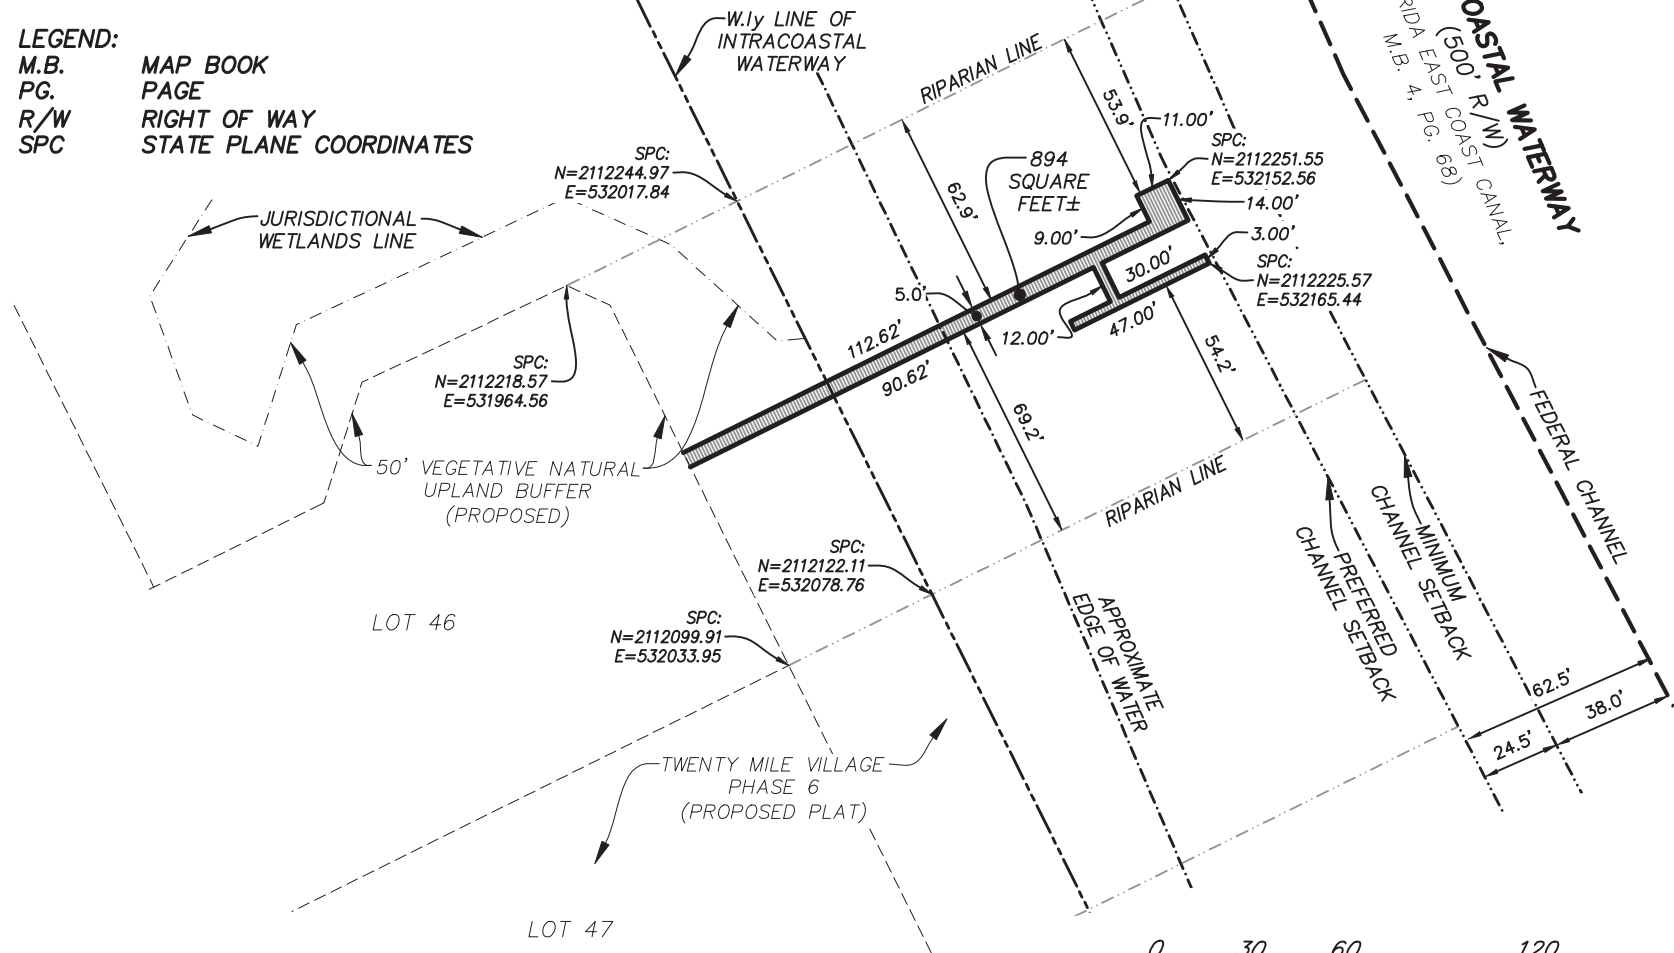 LEGEND:
M.B. MAP BOOK
PG. PAGE
R/W RIGHT OF WAY
SPC STATE PLANE COORDINATES
W.ly LINE OF
INTRACOASTAL
WATERWAY
RIPARIAN LINE
OASTAL WATERWAY
(500' R/W)
RIDA EAST COAST CANAL,
M.B. 4, PG. 68)
53.9'
11.00'
SPC:
N=2112251.55
E=532152.56
894
SQUARE
FEET±
SPC:
N=2112244.97
E=532017.84
62.9'
14.00'
JURISDICTIONAL
WETLANDS LINE
9.00'
3.00'
30.00'
SPC:
N=2112225.57
E=532165.44
5.0'
12.00'
47.00'
112.62'
90.62'
54.2'
SPC:
N=2112218.57
E=531964.56
69.2'
50' VEGETATIVE NATURAL
UPLAND BUFFER
(PROPOSED)
RIPARIAN LINE
FEDERAL CHANNEL
MINIMUM
CHANNEL SETBACK
PREFERRED
CHANNEL SETBACK
SPC:
N=2112122.11
E=532078.76
APPROXIMATE
EDGE OF WATER
LOT 46
SPC:
N=2112099.91
E=532033.95
62.5'
38.0'
24.5'
TWENTY MILE VILLAGE
PHASE 6
(PROPOSED PLAT)
LOT 47
0 30 60 120